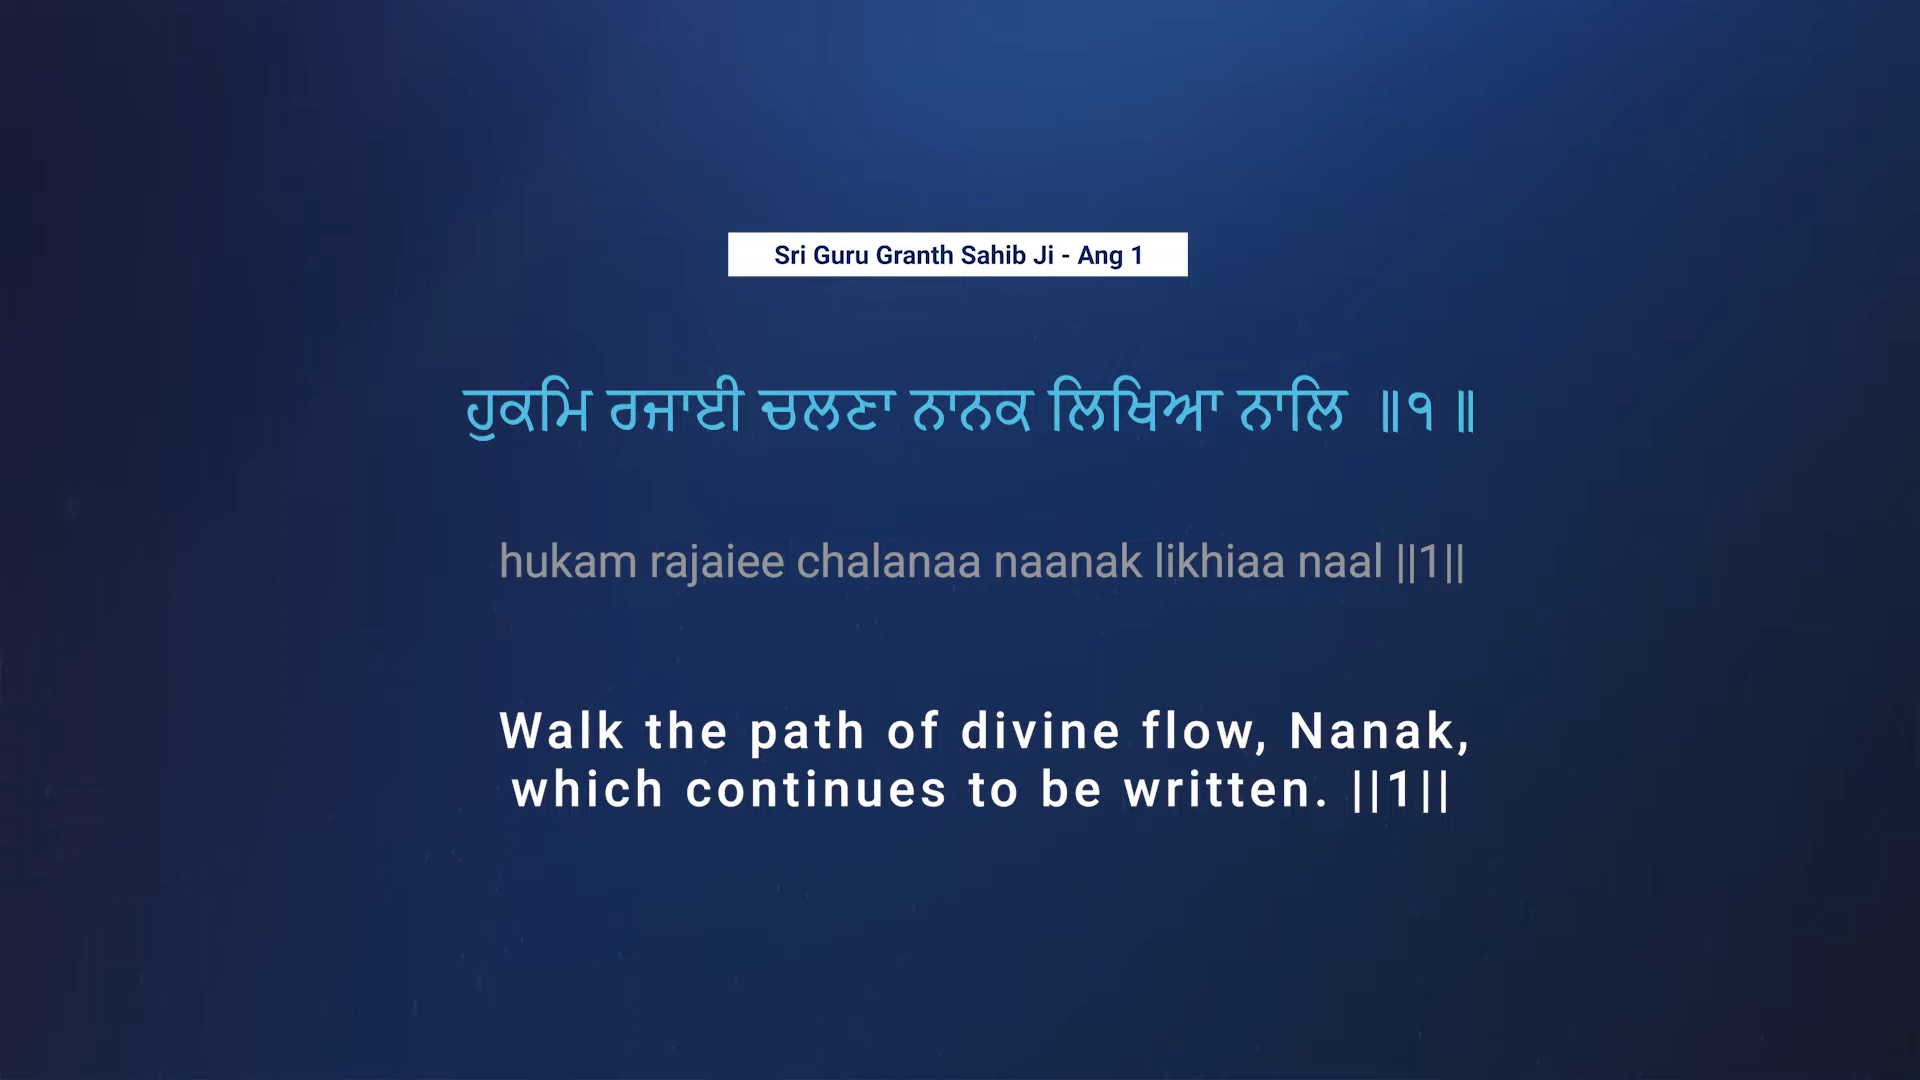 Sri Guru Granth Sahib Ji - Ang 1
ਹੁਕਮਿ ਰਜਾਈ ਚਲਣਾ ਨਾਨਕ ਲਿਖਿਆ ਨਾਲਿ ॥੧॥
hukam rajaiee chalanaa naanak likhiaa naal ||1||
Walk the path of divine flow, Nanak,
which continues to be written. ||1||